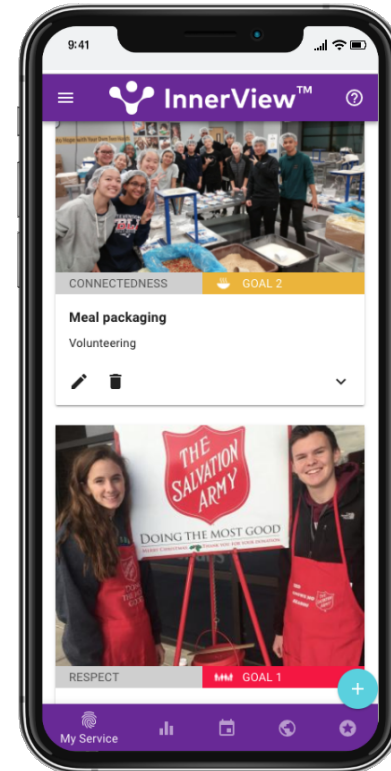 9:41
InnerView™
CONNECTEDNESS
GOAL 2
Meal packaging
Volunteering
THE
SALVATION
ARMY
DOING THE MOST GOOD
RESPECT
GOAL 1
My Service